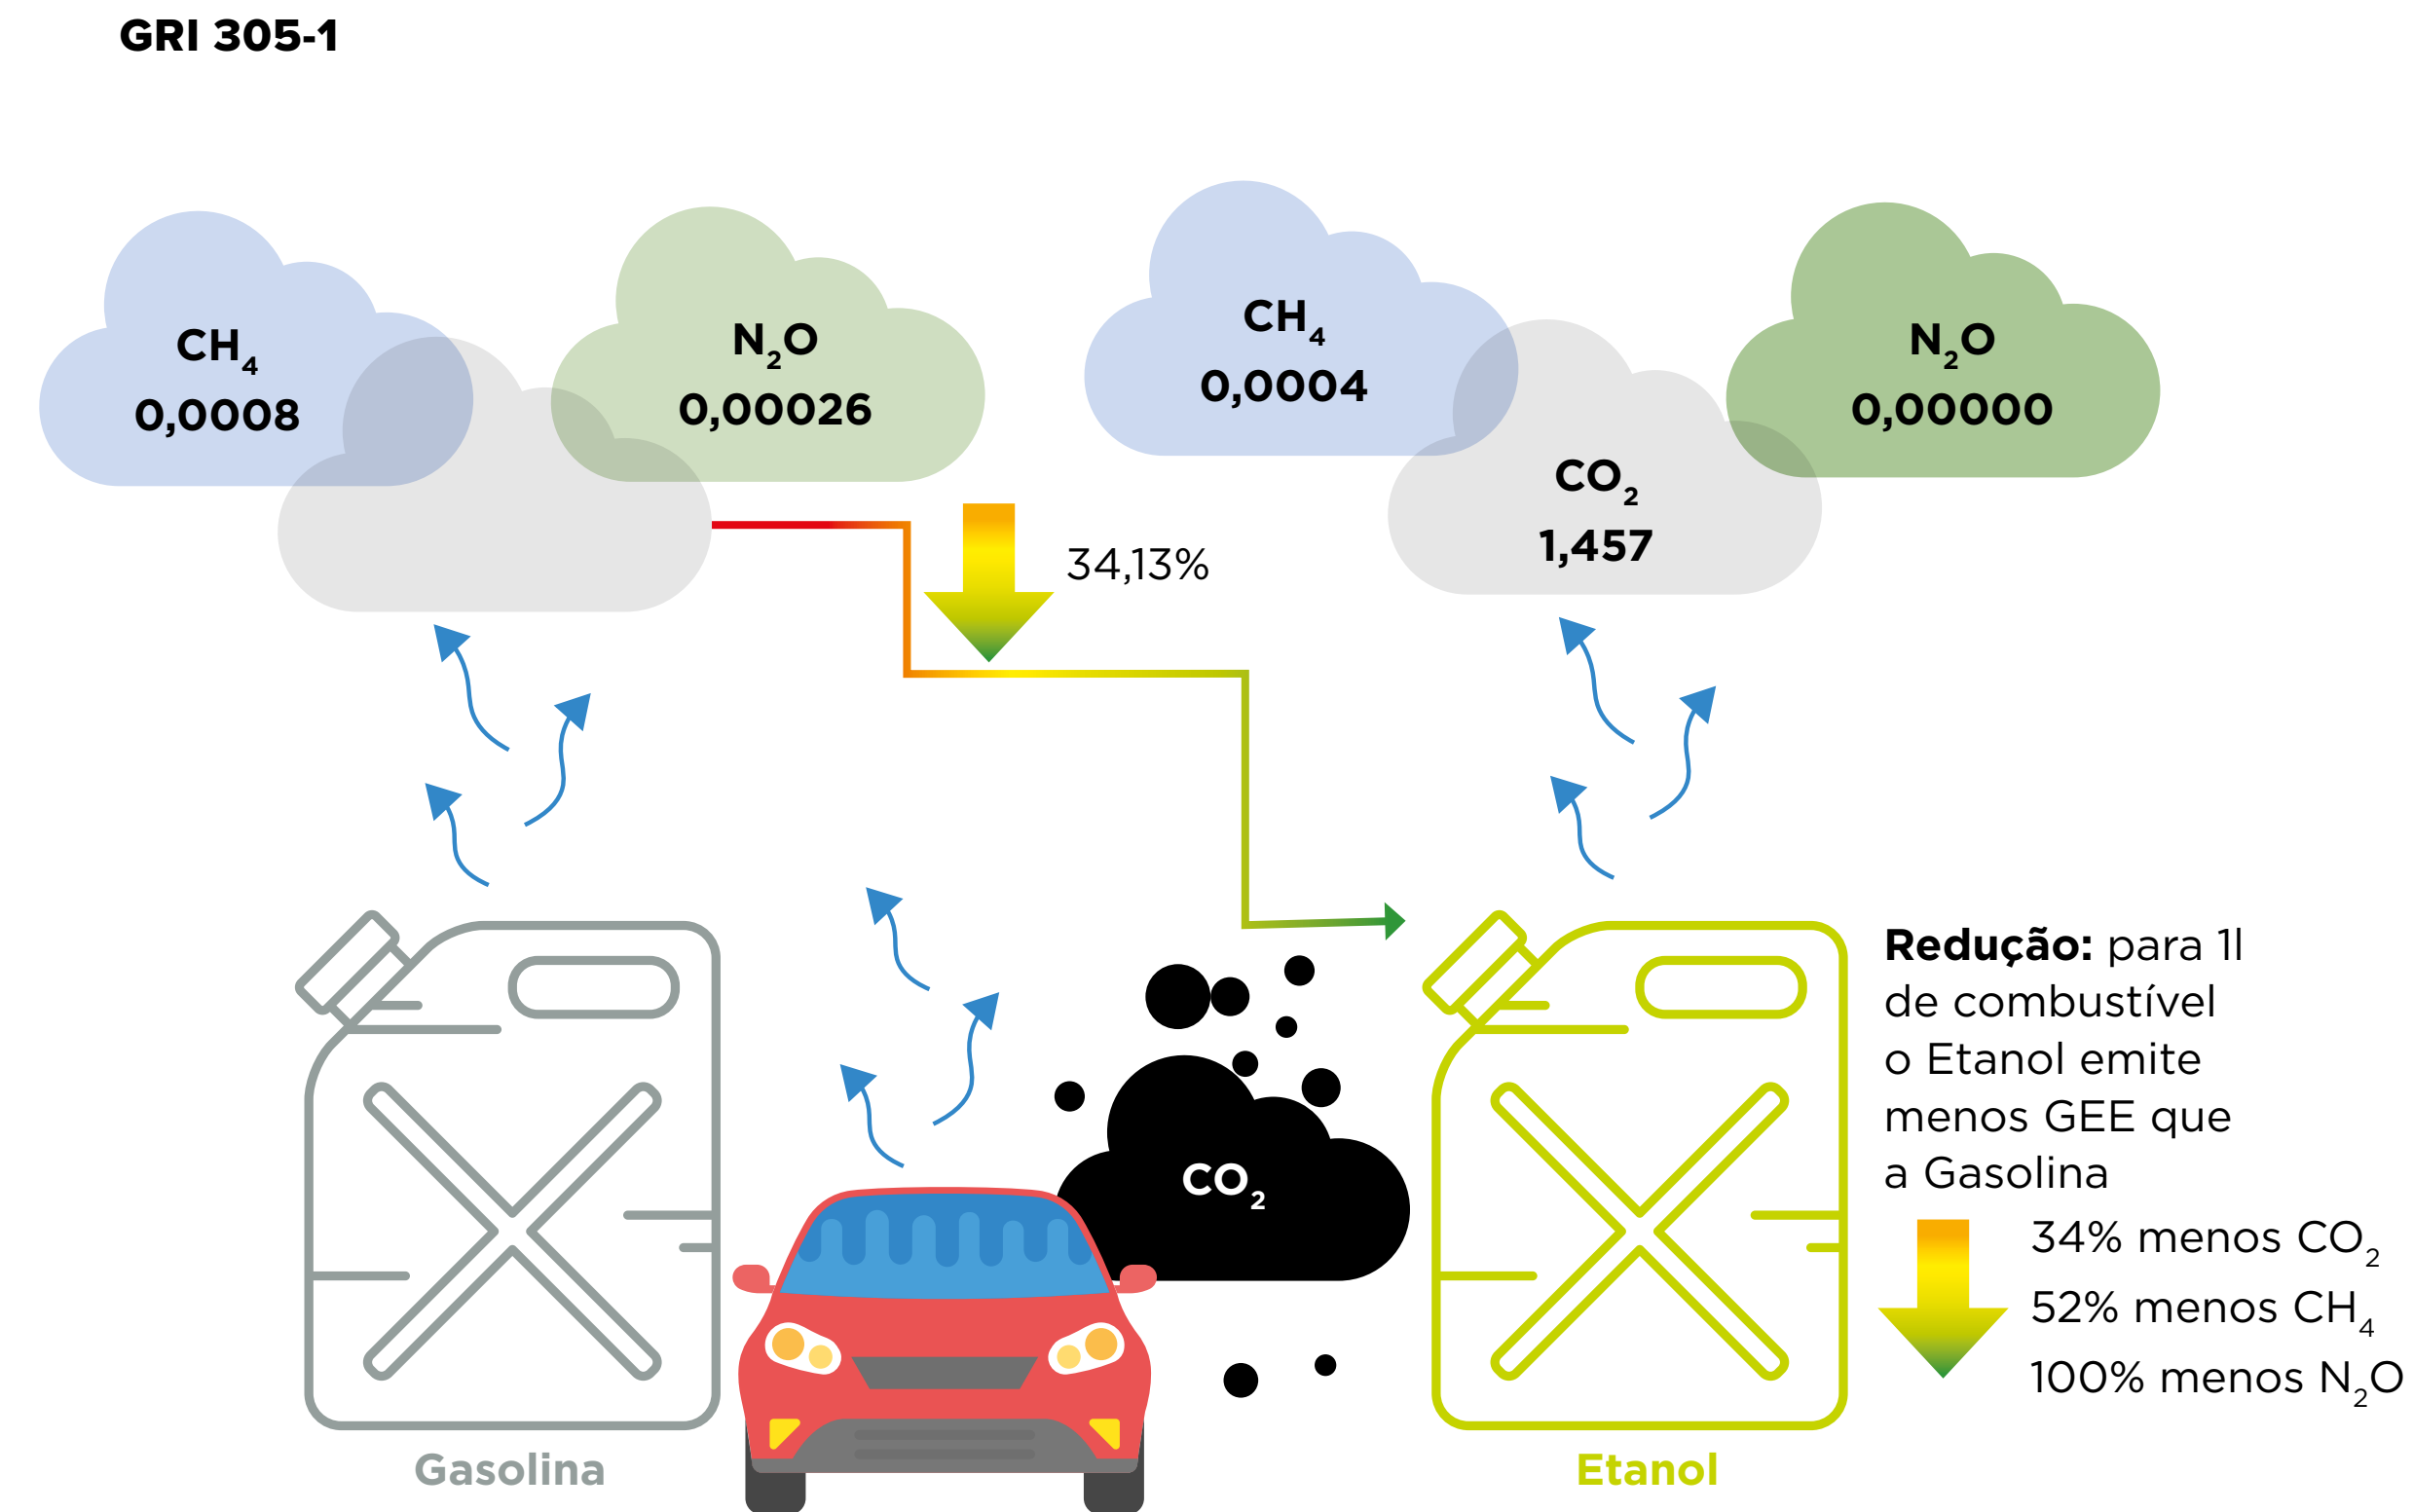 GRI 305-1
CH₄
0,0008
N₂O
0,00026
CH₄
0,0004
CO₂
1,457
N₂O
0,00000
34,13%
CO₂
Gasolina
Etanol
Redução: para 1l
de combustível
o Etanol emite
menos GEE que
a Gasolina
34% menos CO₂
52% menos CH₄
100% menos N₂O